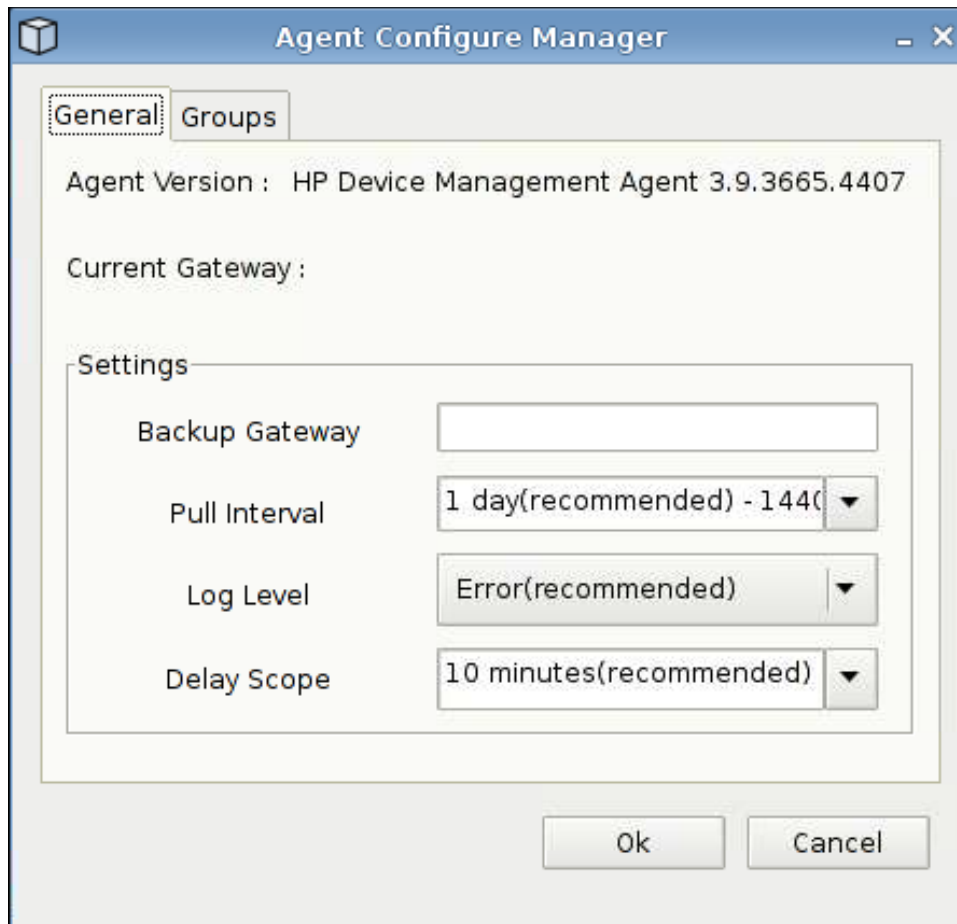 Agent Configure Manager
General Groups
Agent Version : HP Device Management Agent 3.9.3665.4407
Current Gateway :
Settings
Backup Gateway
Pull Interval 1 day(recommended) - 144
Log Level Error(recommended)
Delay Scope 10 minutes(recommended)
Ok Cancel